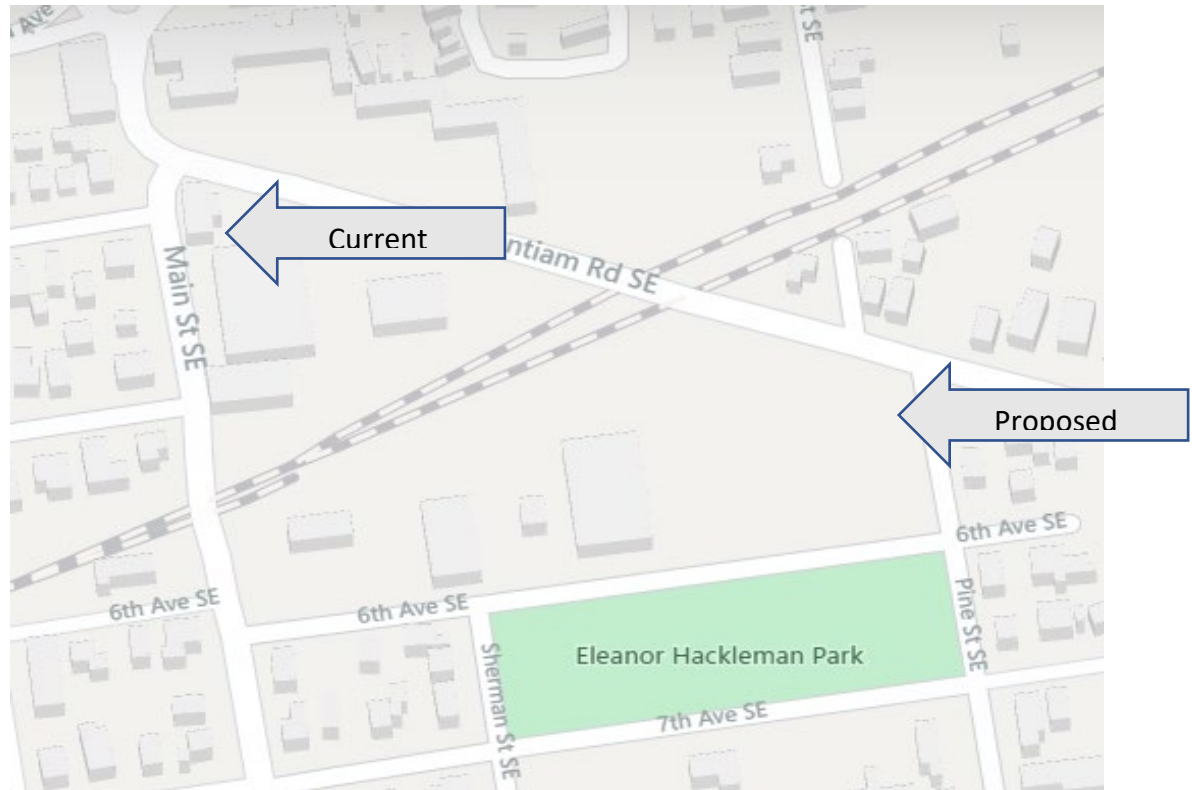 Ave
t SE
Current
ntiam Rd SE
Main St SE
Proposed
6th Ave SE
6th Ave SE
6th Ave SE
Pine St SE
Sherman St SE
Eleanor Hackleman Park
7th Ave SE